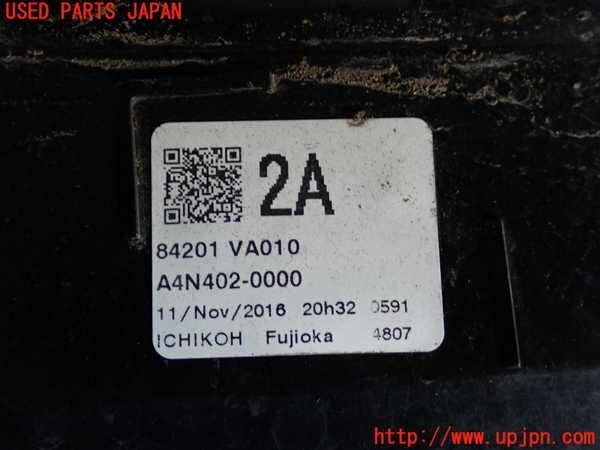 USED PARTS JAPAN
2A
84201 VA010
A4N402-0000
11/Nov/2016 20h32 0591
ICHIKOH Fujioka 4807
http://www.upjpn.com/